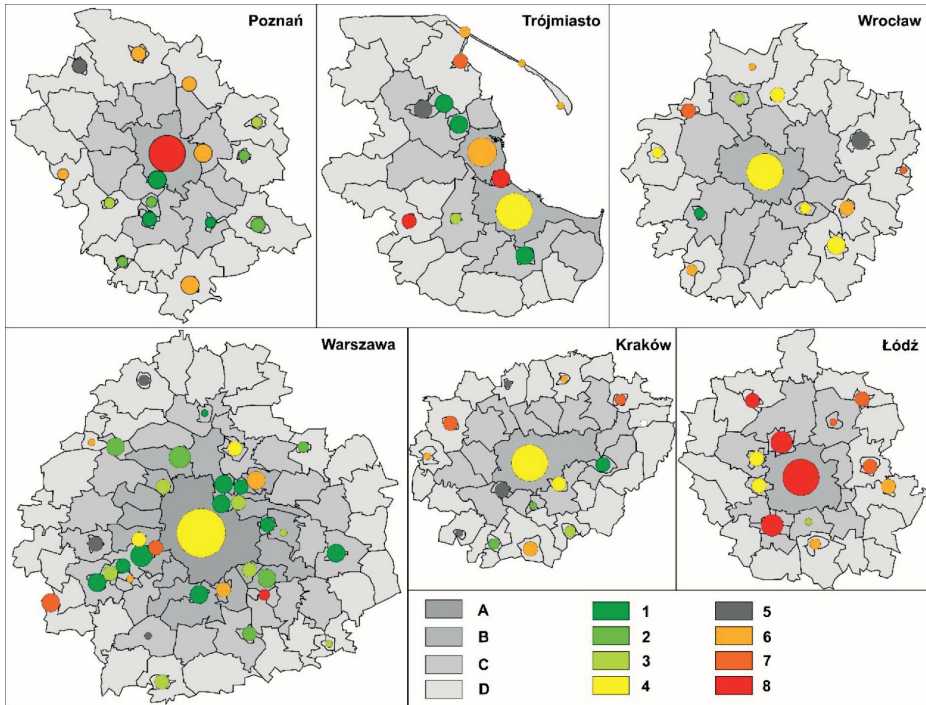 Poznań
Trójmiasto
Wrocław
Warszawa
Kraków
Łódź
A 1 5
B 2 6
C 3 7
D 4 8